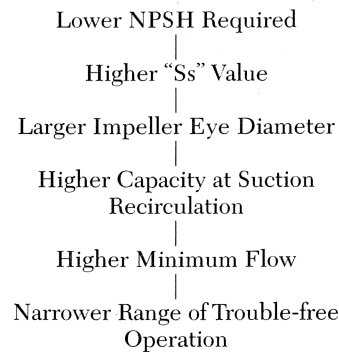 Lower NPSH Required
Higher “Ss” Value
Larger Impeller Eye Diameter
Higher Capacity at Suction
Recirculation
Higher Minimum Flow
Narrower Range of Trouble-free
Operation